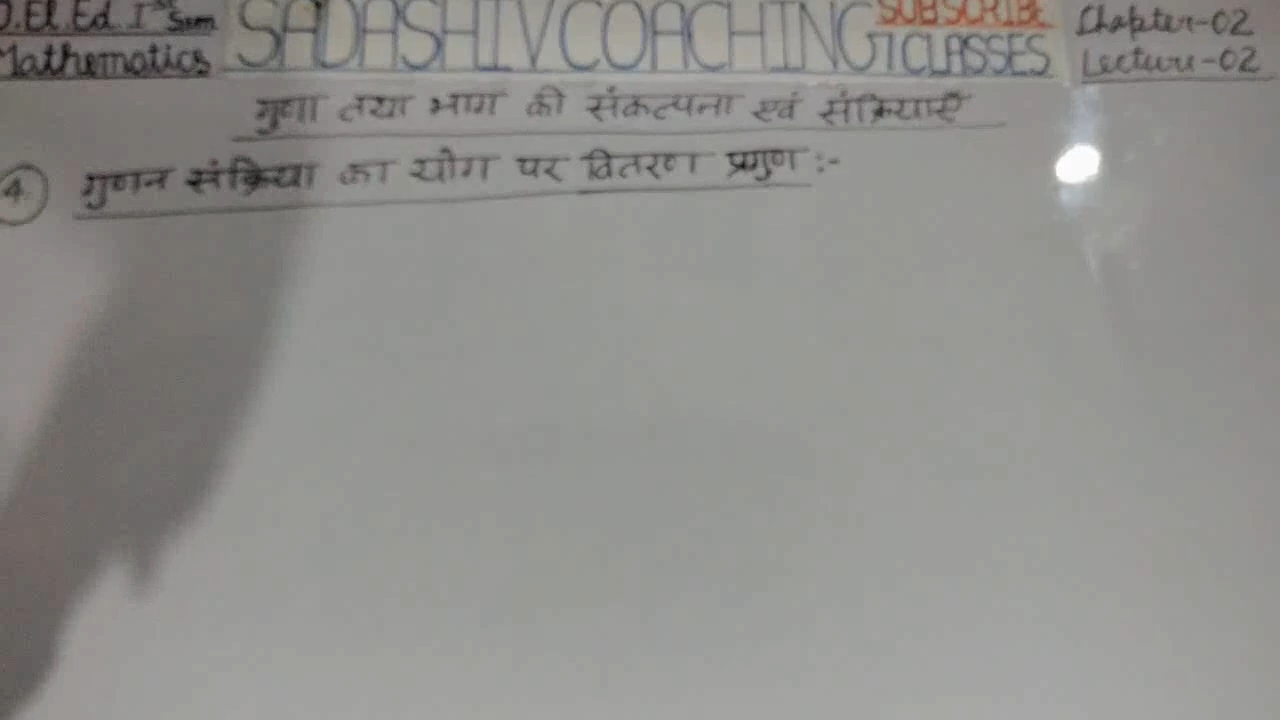 D.El.Ed. Ist Sem
Mathematics
SADASHIV COACHING
SUBSCRIBE
CLASSES
Chapter-02
Lecture-02
गुणा तथा भाग की संकल्पना एवं संक्रियाएँ
4. गुणन संक्रिया का योग पर वितरण प्रगुण :-